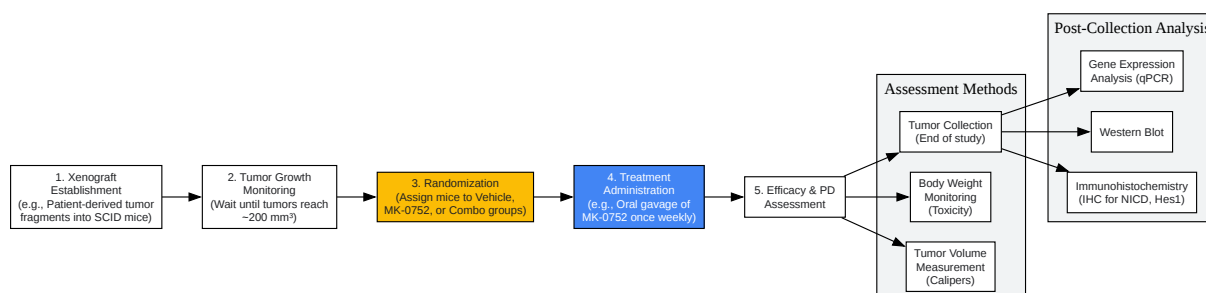 1. Xenograft
Establishment
(e.g., Patient-derived tumor
fragments into SCID mice)
2. Tumor Growth
Monitoring
(Wait until tumors reach
~200 mm³)
3. Randomization
(Assign mice to Vehicle,
MK-0752, or Combo groups)
4. Treatment
Administration
(e.g., Oral gavage of
MK-0752 once weekly)
5. Efficacy & PD
Assessment
Assessment Methods
Tumor Collection
(End of study)
Body Weight
Monitoring
(Toxicity)
Tumor Volume
Measurement
(Calipers)
Post-Collection Analysis
Gene Expression
Analysis (qPCR)
Western Blot
Immunohistochemistry
(IHC for NICD, Hes1)